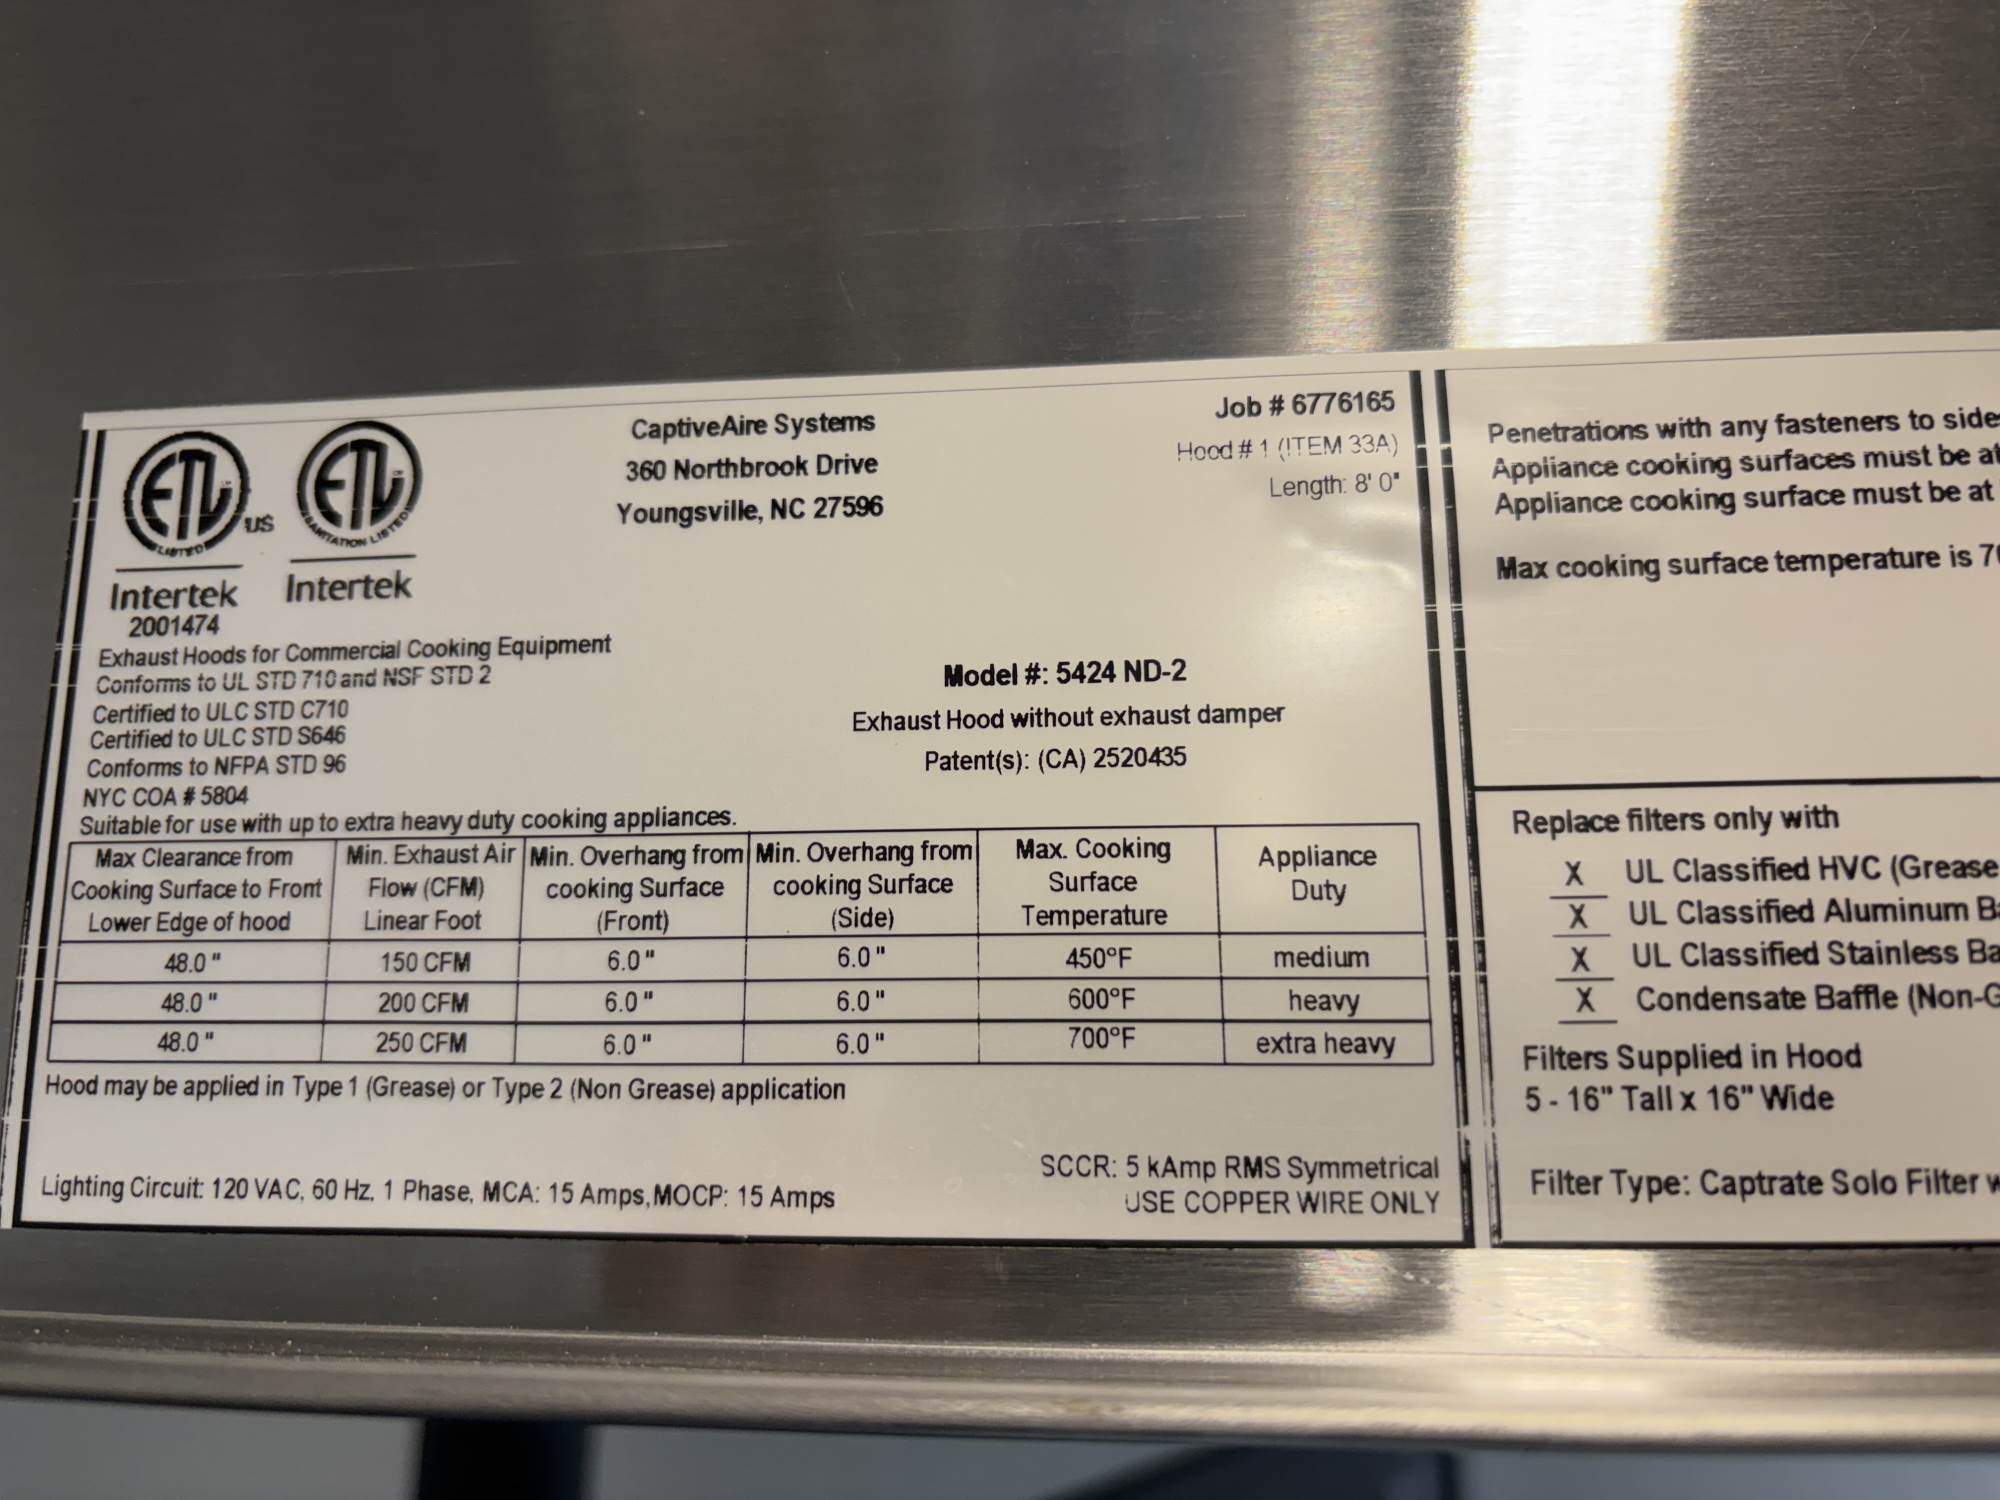 ETL
LISTED
US
Intertek
2001474
ETL
SANITATION LISTED
Intertek
CaptiveAire Systems
360 Northbrook Drive
Youngsville, NC 27596
Job # 6776165
Hood # 1 (ITEM 33A)
Length: 8' 0"
Exhaust Hoods for Commercial Cooking Equipment
Conforms to UL STD 710 and NSF STD 2
Certified to ULC STD C710
Certified to ULC STD S646
Conforms to NFPA STD 96
NYC COA # 5804
Model #: 5424 ND-2
Exhaust Hood without exhaust damper
Patent(s): (CA) 2520435
Suitable for use with up to extra heavy duty cooking appliances.
Max Clearance from Cooking Surface to Front Lower Edge of hood | Min. Exhaust Air Flow (CFM) Linear Foot | Min. Overhang from cooking Surface (Front) | Min. Overhang from cooking Surface (Side) | Max. Cooking Surface Temperature | Appliance Duty
48.0 " | 150 CFM | 6.0 " | 6.0 " | 450°F | medium
48.0 " | 200 CFM | 6.0 " | 6.0 " | 600°F | heavy
48.0 " | 250 CFM | 6.0 " | 6.0 " | 700°F | extra heavy
Hood may be applied in Type 1 (Grease) or Type 2 (Non Grease) application
Lighting Circuit: 120 VAC, 60 Hz, 1 Phase, MCA: 15 Amps, MOCP: 15 Amps
SCCR: 5 kAmp RMS Symmetrical
USE COPPER WIRE ONLY
Penetrations with any fasteners to side
Appliance cooking surfaces must be at
Appliance cooking surface must be at
Max cooking surface temperature is
Replace filters only with
X UL Classified HVC (Grease
X UL Classified Aluminum
X UL Classified Stainless
X Condensate Baffle
Filters Supplied in Hood
5 - 16" Tall x 16" Wide
Filter Type: Captrate Solo Filter